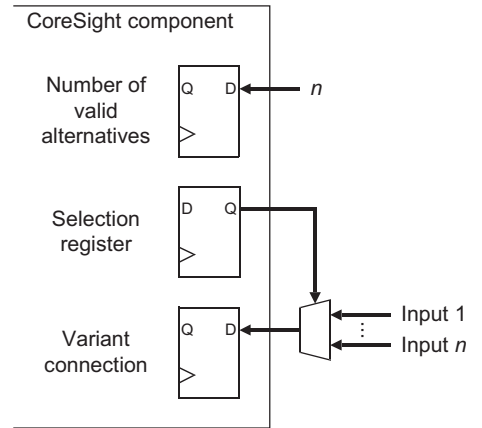 CoreSight component
Number of
valid
alternatives
Q D
n
Selection
register
D Q
Variant
connection
Q D
Input 1
Input n